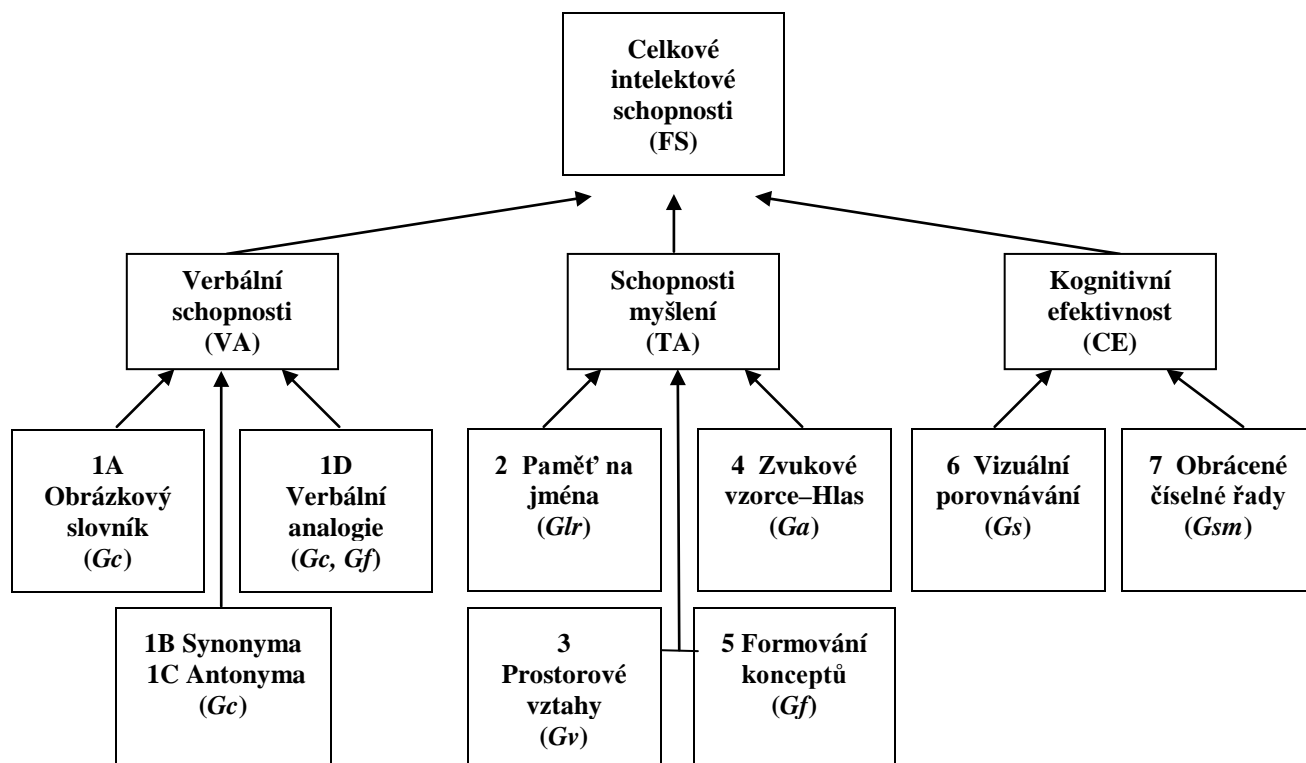 Celkové
intelektové
schopnosti
(FS)
Verbální
schopnosti
(VA)
Schopnosti
myšlení
(TA)
Kognitivní
efektivnost
(CE)
1A
Obrázkový
slovník
(Gc)
1D
Verbální
analogie
(Gc, Gf)
2 Paměť na
jména
(Glr)
4 Zvukové
vzorce–Hlas
(Ga)
6 Vizuální
porovnávání
(Gs)
7 Obrácené
číselné řady
(Gsm)
1B Synonyma
1C Antonyma
(Gc)
3
Prostorové
vztahy
(Gv)
5 Formování
konceptů
(Gf)